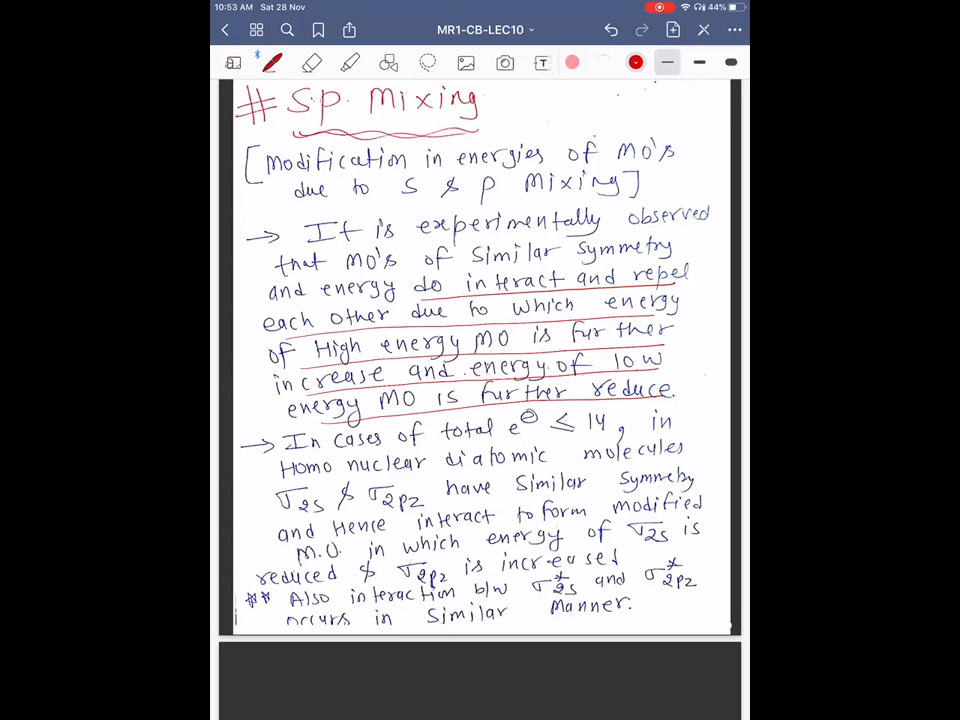 10:53 AM Sat 28 Nov
44%
MR1-CB-LEC10
T
# Sp Mixing
[Modification in energies of MO's
due to S & p Mixing]
→ It is experimentally observed
that MO's of Similar symmetry
and energy do interact and repel
each other due to which energy
of High energy MO is further
increase and energy of low
energy MO is further reduce.
→ In cases of total e⊖ ≤ 14, in
Homo nuclear diatomic molecules
σ2s & σ2pz have similar symmetry
and Hence interact to form modified
M.O. in which energy of σ2s is
reduced & σ2pz is increased
** Also interaction b/w σ*2s and σ*2pz
occurs in Similar Manner.